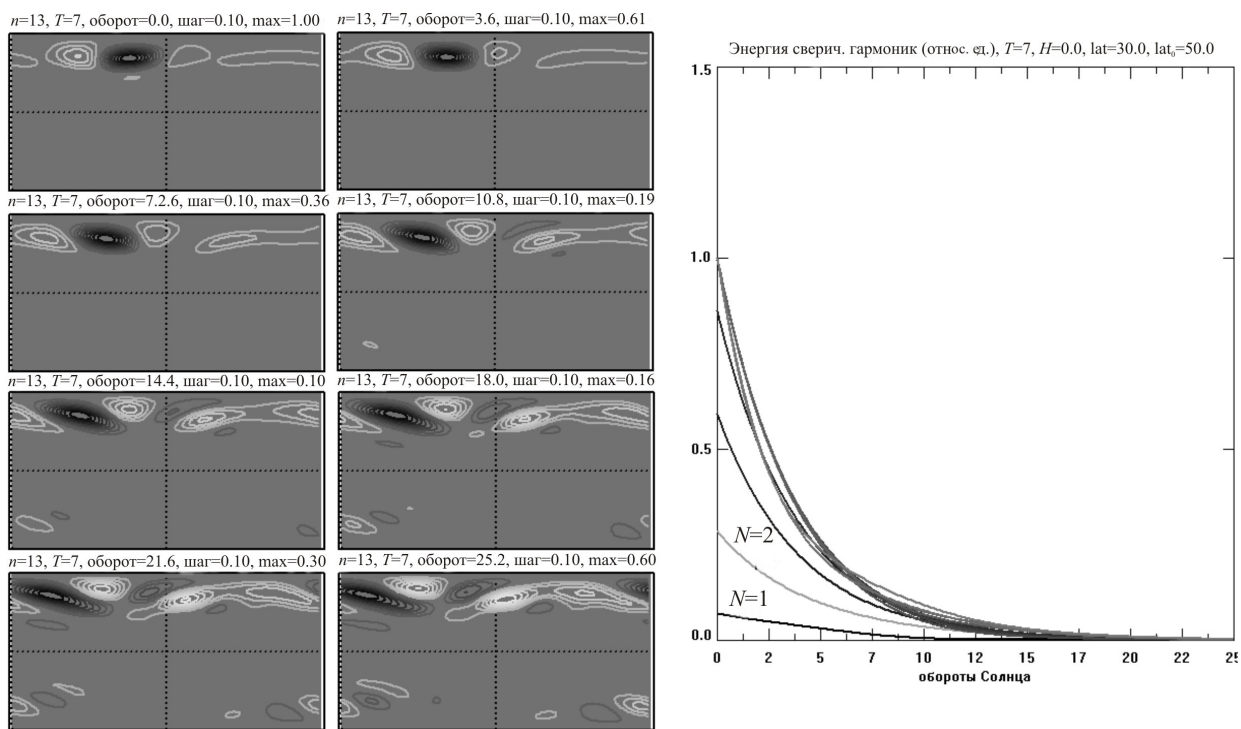 n=13, T=7, оборот=0.0, шаг=0.10, max=1.00
n=13, T=7, оборот=3.6, шаг=0.10, max=0.61
n=13, T=7, оборот=7.2.6, шаг=0.10, max=0.36
n=13, T=7, оборот=10.8, шаг=0.10, max=0.19
n=13, T=7, оборот=14.4, шаг=0.10, max=0.10
n=13, T=7, оборот=18.0, шаг=0.10, max=0.16
n=13, T=7, оборот=21.6, шаг=0.10, max=0.30
n=13, T=7, оборот=25.2, шаг=0.10, max=0.60
Энергия сверич. гармоник (относ. ед.), T=7, H=0.0, lat=30.0, lat₀=50.0
1.5
1.0
0.5
0.0
N=2
N=1
0 2 5 7 10 12 15 17 20 22 25
обороты Солнца